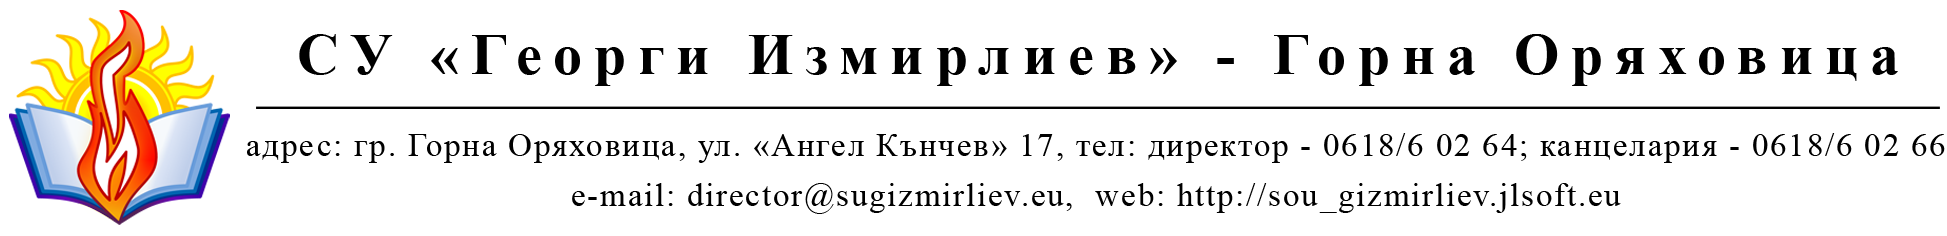 СУ «Георги Измирлиев» - Горна Оряховица
адрес: гр. Горна Оряховица, ул. «Ангел Кънчев» 17, тел: директор - 0618/6 02 64; канцелария - 0618/6 02 66
e-mail: director@sugizmirliev.eu, web: http://sou_gizmirliev.jlsoft.eu